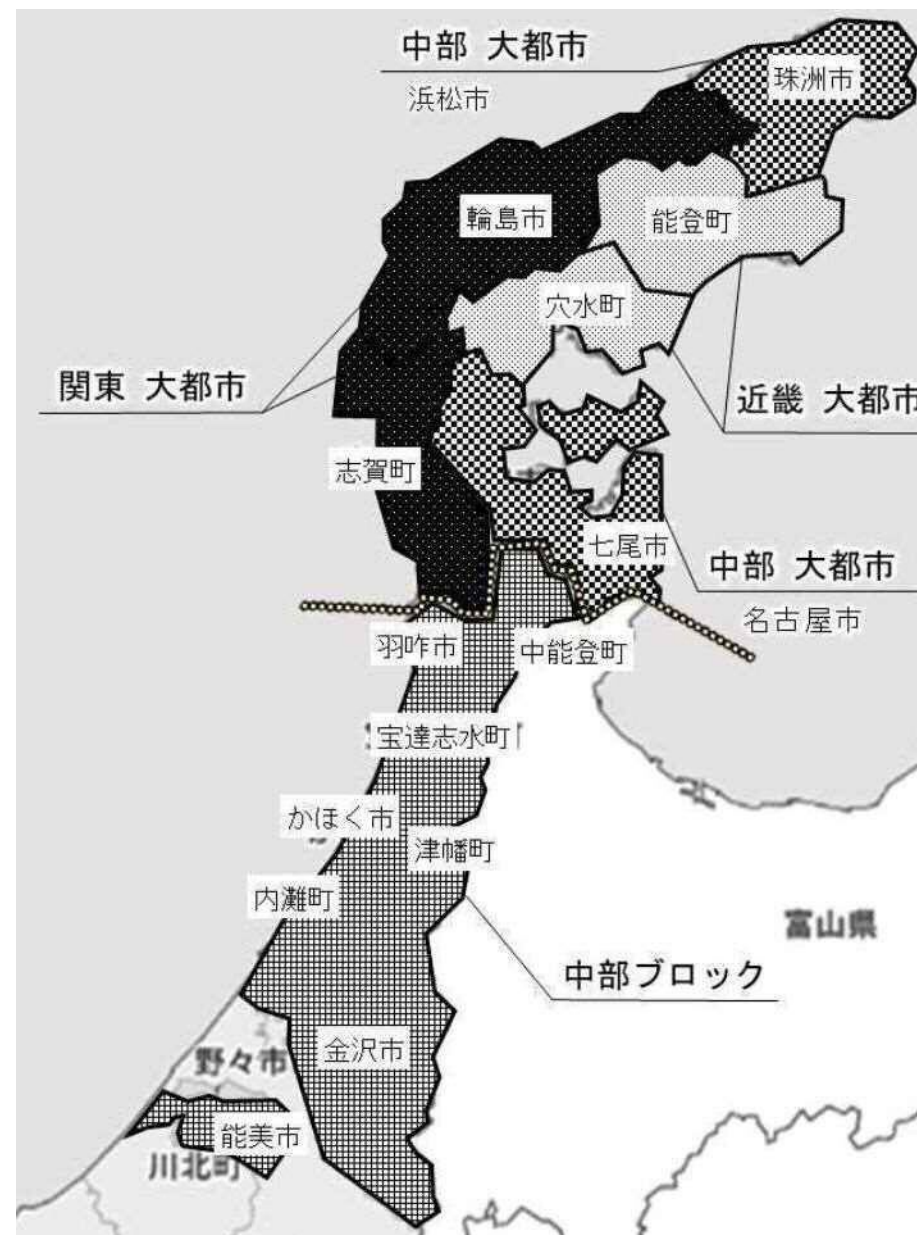 中部 大都市
浜松市
珠洲市
輪島市
能登町
穴水町
関東 大都市
近畿 大都市
志賀町
七尾市
中部 大都市
名古屋市
羽咋市
中能登町
宝達志水町
かほく市
津幡町
内灘町
富山県
中部ブロック
金沢市
野々市
能美市
川北町